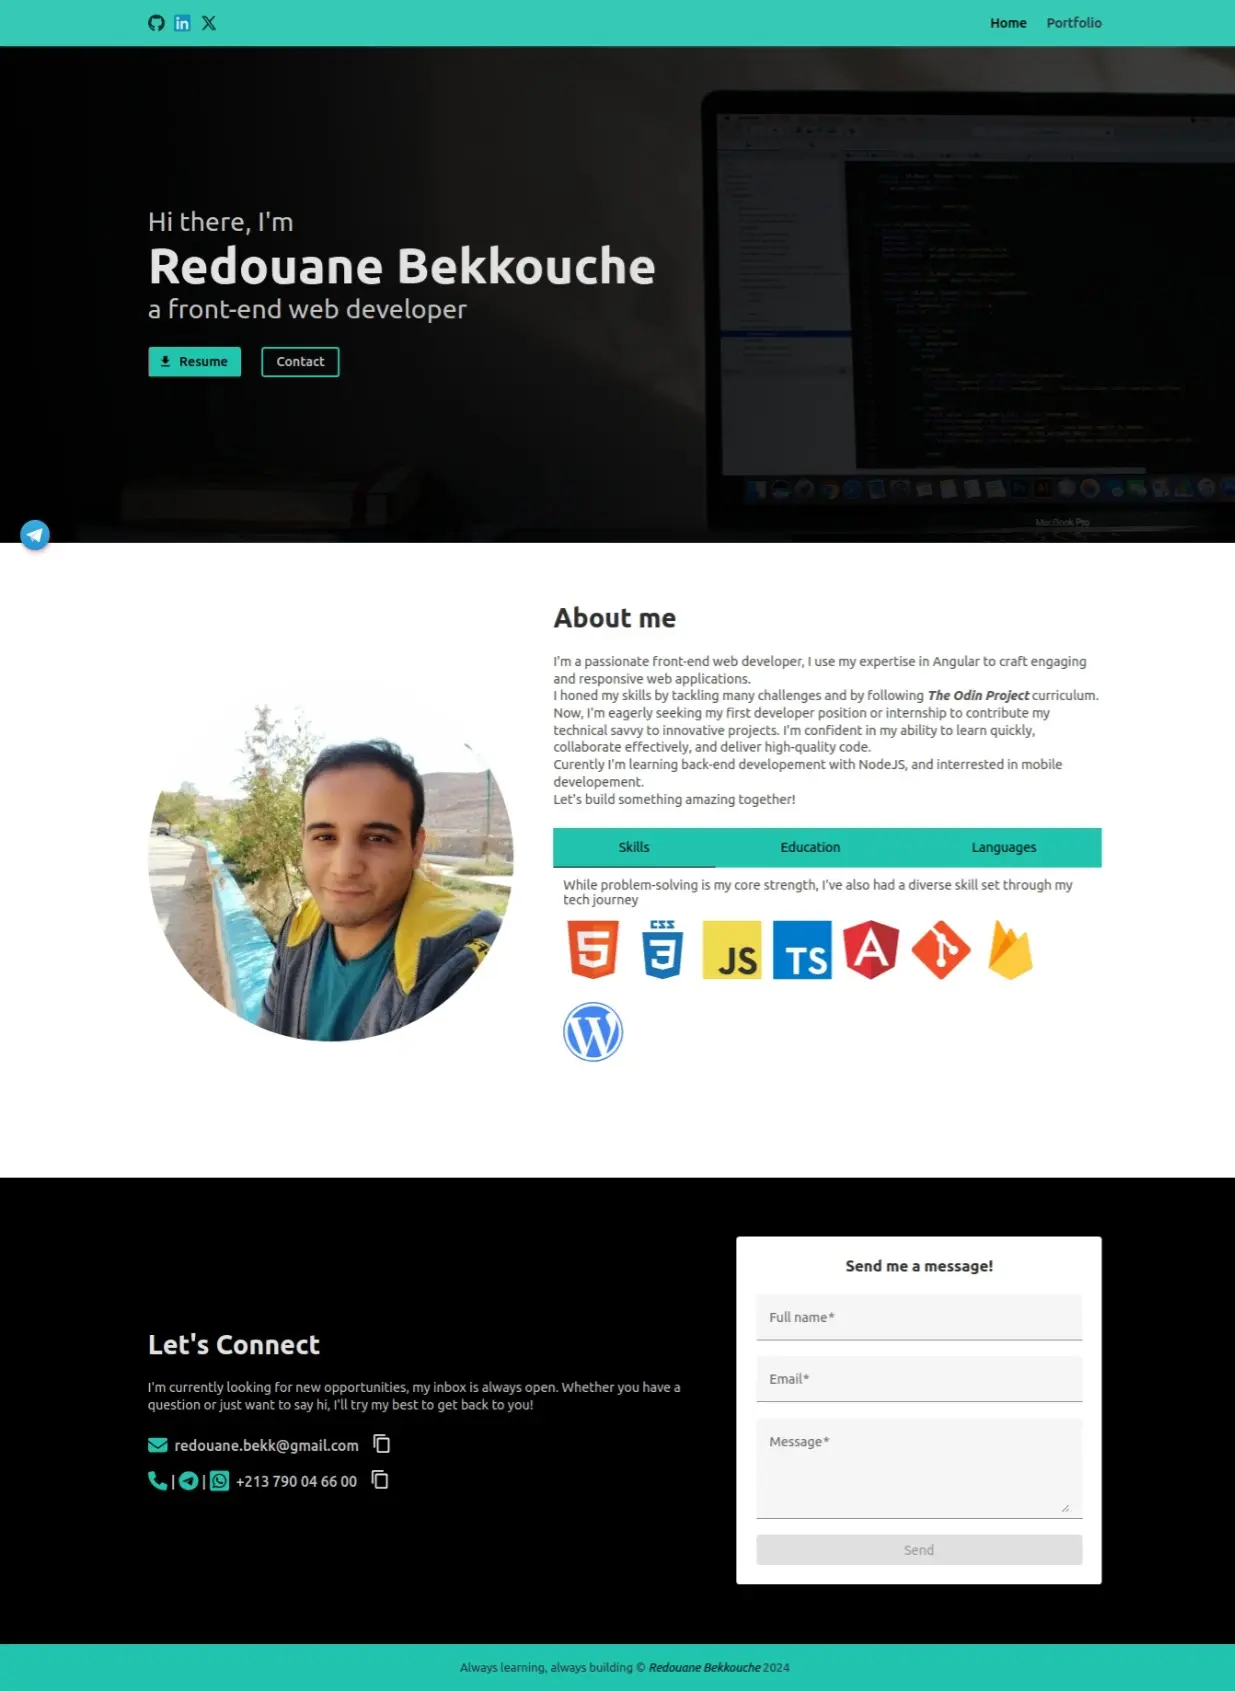 Home Portfolio
Hi there, I'm
Redouane Bekkouche
a front-end web developer
Resume Contact
MacBook Pro
About me
I'm a passionate front-end web developer, I use my expertise in Angular to craft engaging
and responsive web applications.
I honed my skills by tackling many challenges and by following The Odin Project curriculum.
Now, I'm eagerly seeking my first developer position or internship to contribute my
technical savvy to innovative projects. I'm confident in my ability to learn quickly,
collaborate effectively, and deliver high-quality code.
Curently I'm learning back-end developement with NodeJS, and interrested in mobile
developement.
Let's build something amazing together!
Skills Education Languages
While problem-solving is my core strength, I've also had a diverse skill set through my
tech journey
5 CSS 3 JS TS A W
Let's Connect
I'm currently looking for new opportunities, my inbox is always open. Whether you have a
question or just want to say hi, I'll try my best to get back to you!
redouane.bekk@gmail.com
| | +213 790 04 66 00
Send me a message!
Full name*
Email*
Message*
Send
Always learning, always building © Redouane Bekkouche 2024